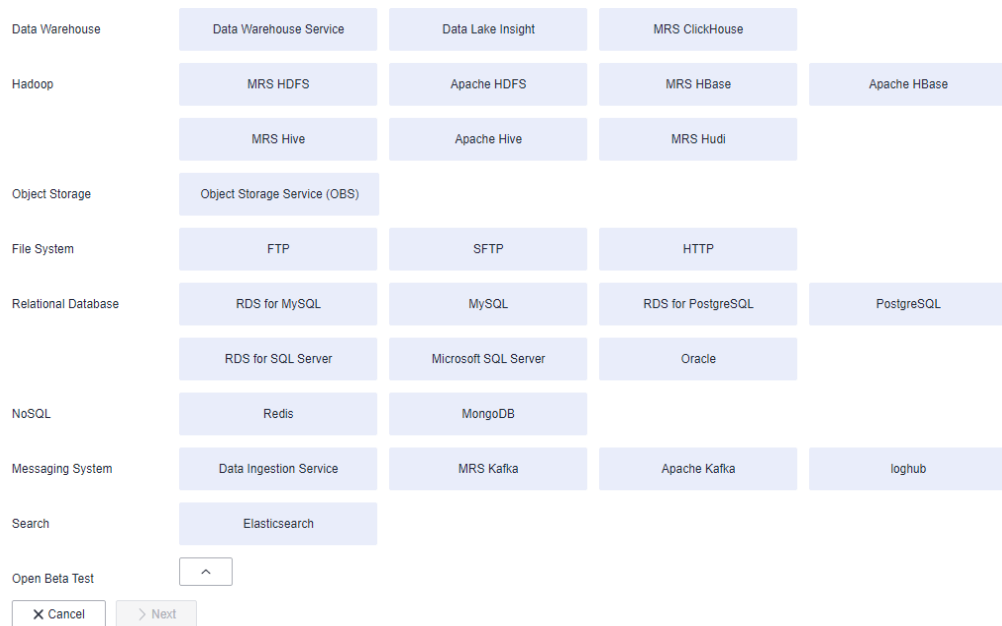 Data Warehouse Data Warehouse Service Data Lake Insight MRS ClickHouse
Hadoop MRS HDFS Apache HDFS MRS HBase Apache HBase
MRS Hive Apache Hive MRS Hudi
Object Storage Object Storage Service (OBS)
File System FTP SFTP HTTP
Relational Database RDS for MySQL MySQL RDS for PostgreSQL PostgreSQL
RDS for SQL Server Microsoft SQL Server Oracle
NoSQL Redis MongoDB
Messaging System Data Ingestion Service MRS Kafka Apache Kafka loghub
Search Elasticsearch
Open Beta Test
Cancel Next